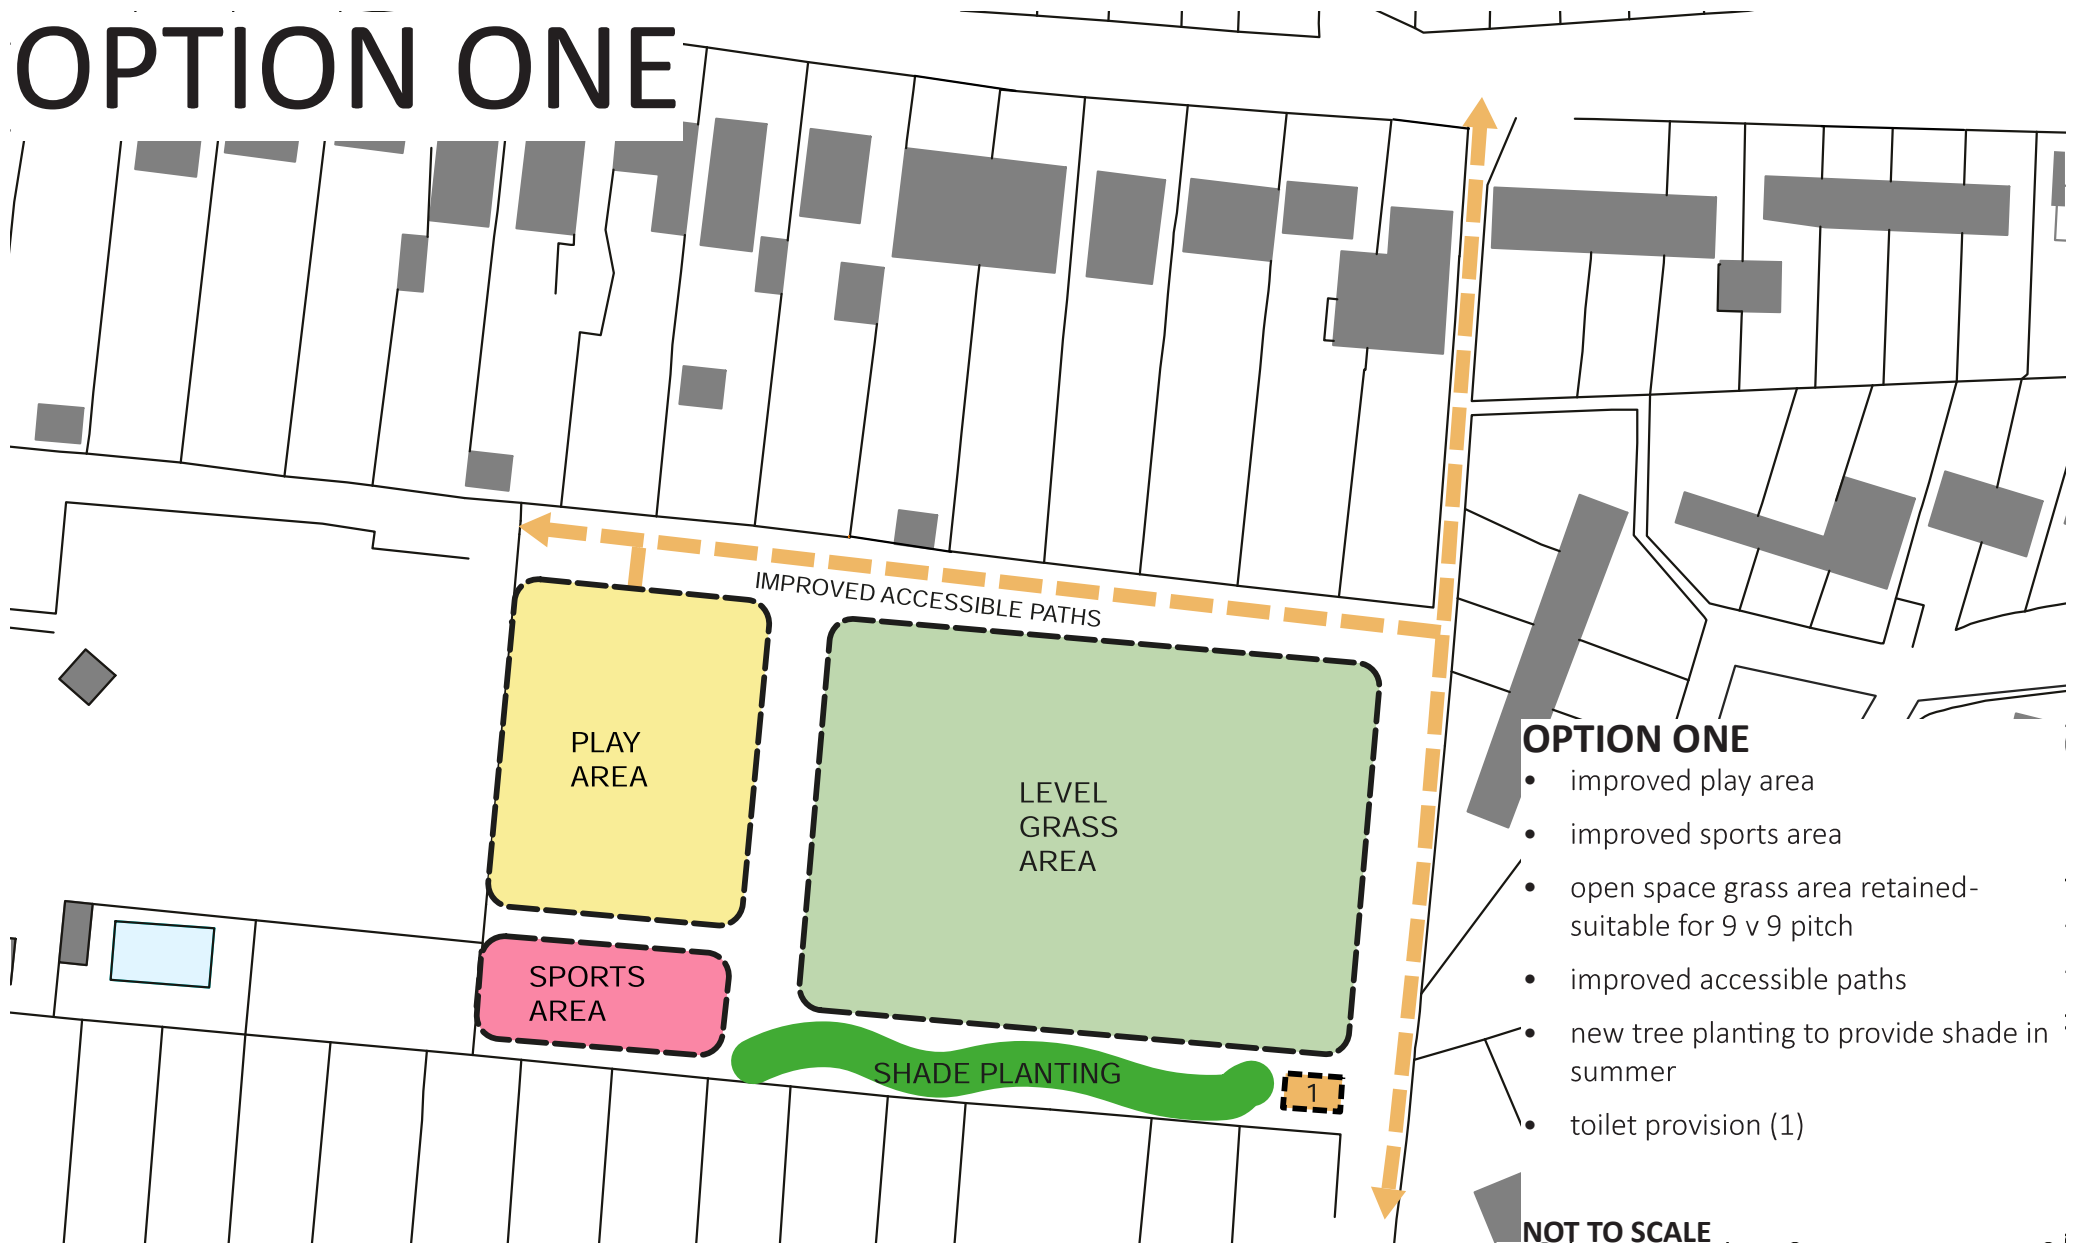 OPTION ONE
IMPROVED ACCESSIBLE PATHS
PLAY
AREA
LEVEL
GRASS
AREA
SPORTS
AREA
SHADE PLANTING
1
OPTION ONE
• improved play area
• improved sports area
• open space grass area retained-
suitable for 9 v 9 pitch
• improved accessible paths
• new tree planting to provide shade in
summer
• toilet provision (1)
NOT TO SCALE